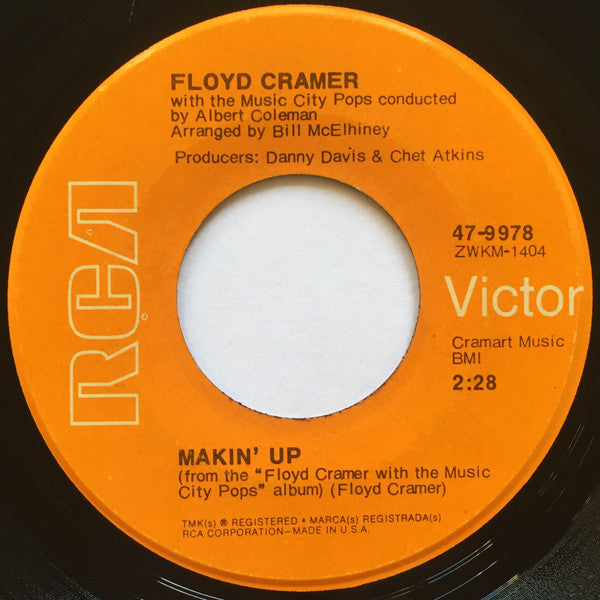 FLOYD CRAMER
with the Music City Pops conducted
by Albert Coleman
Arranged by Bill McElhiney
Producers: Danny Davis & Chet Atkins
RCA
47-9978
ZWKM-1404
Victor
Cramart Music
BMI
2:28
MAKIN' UP
(from the "Floyd Cramer with the Music
City Pops" album) (Floyd Cramer)
TMK(s) ® REGISTERED • MARCA(s) REGISTRADA(s)
RCA CORPORATION—MADE IN U.S.A.